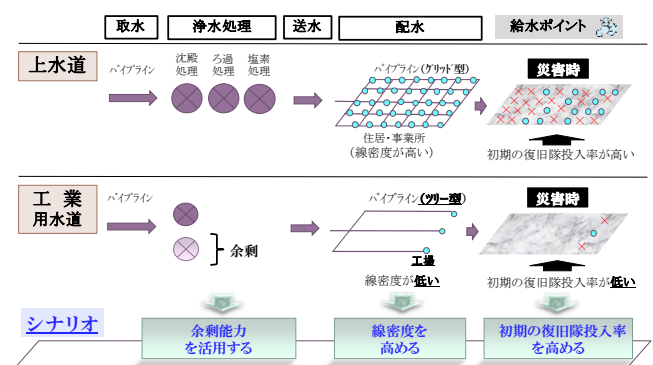 取水
浄水処理
送水
配水
給水ポイント
上水道
パイプライン
沈殿
処理
ろ過
処理
塩素
処理
パイプライン(グリッド型)
住居・事業所
(線密度が高い)
災害時
初期の復旧隊投入率が高い
工 業
用水道
パイプライン
余剰
パイプライン(ツリー型)
工場
線密度が低い
災害時
初期の復旧隊投入率が低い
シナリオ
余剰能力
を活用する
線密度を
高める
初期の復旧隊投入率
を高める